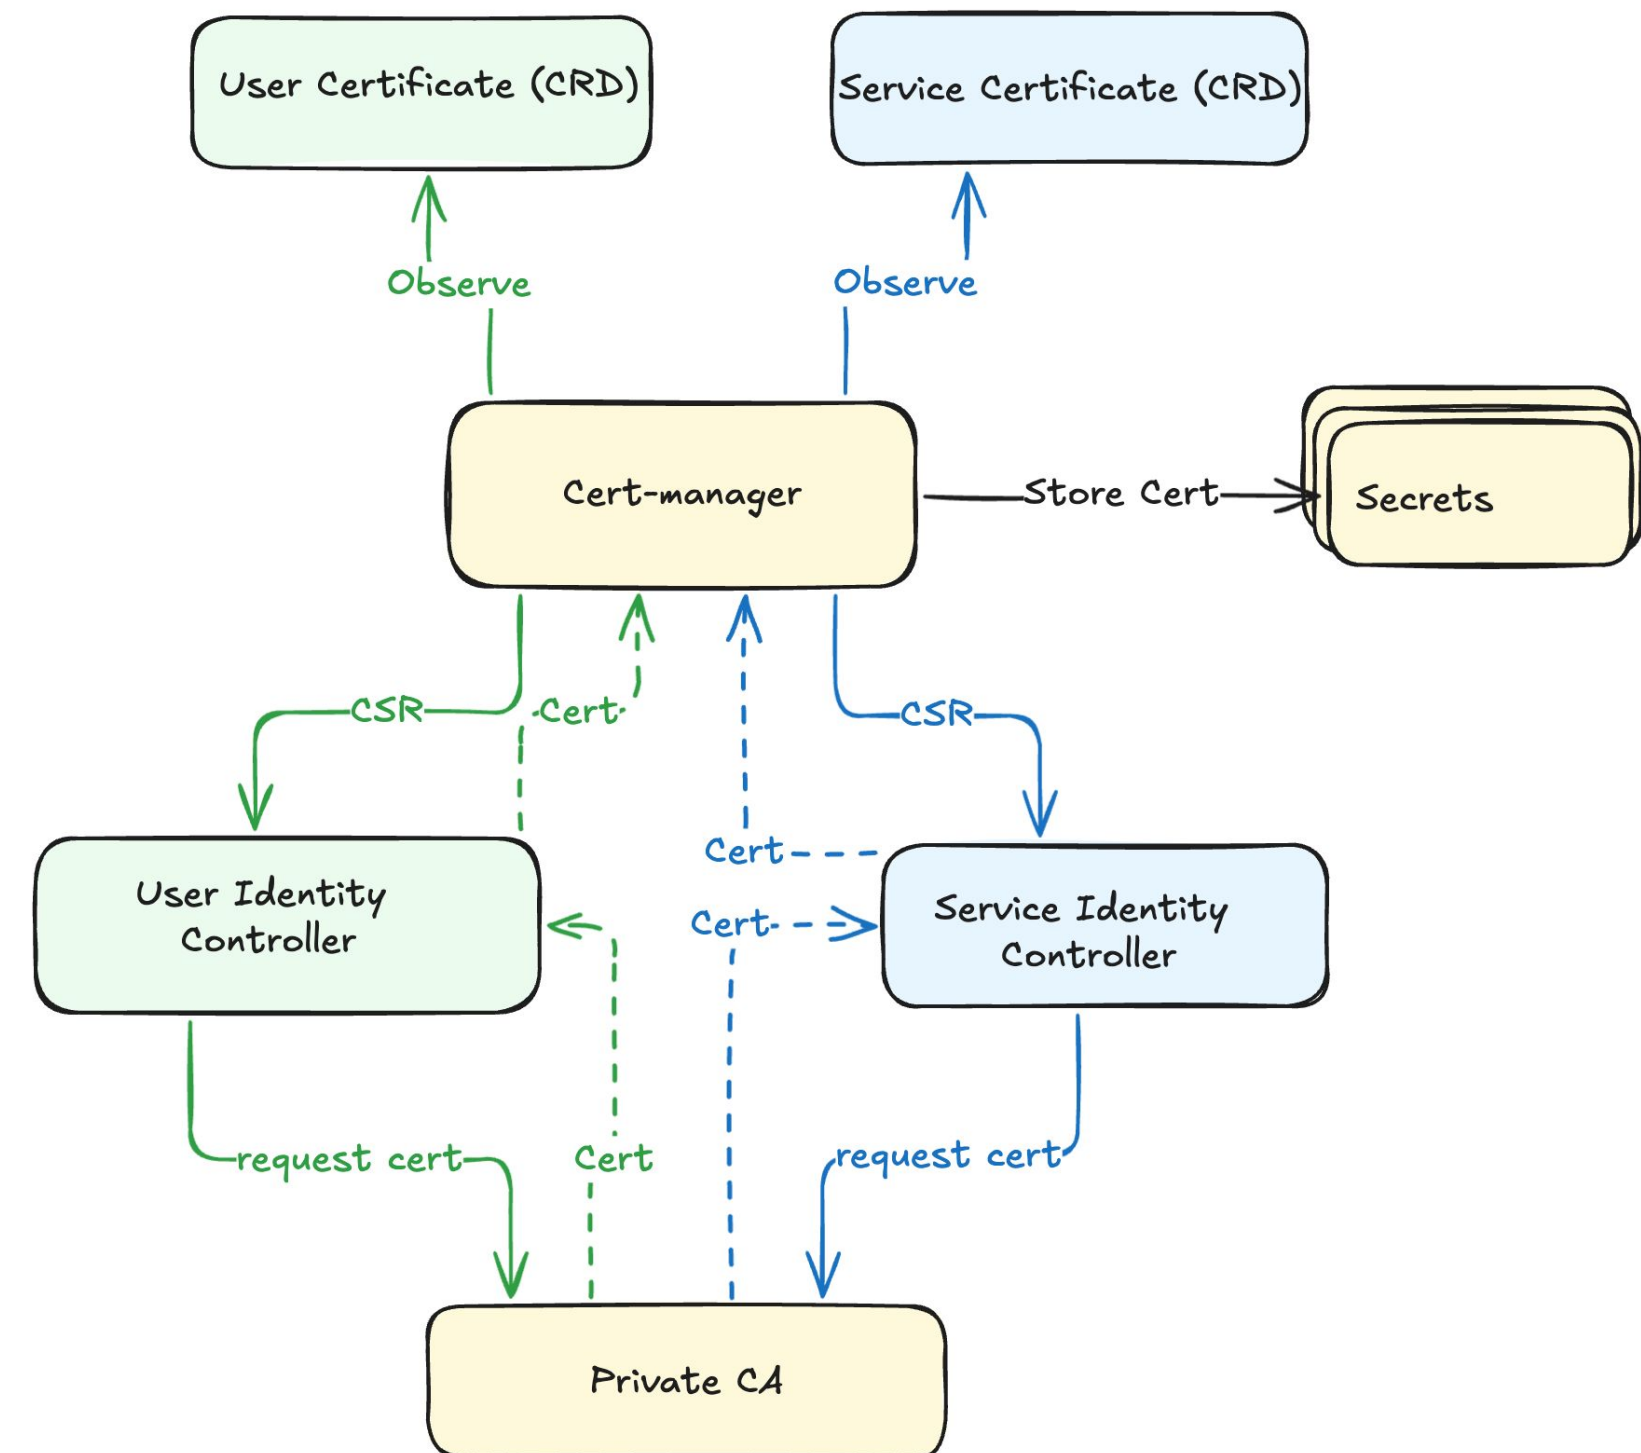 User Certificate (CRD)
Service Certificate (CRD)
Observe
Observe
Cert-manager
Store Cert
Secrets
CSR
Cert
CSR
Cert
User Identity
Controller
Cert
Service Identity
Controller
request cert
Cert
request cert
Private CA